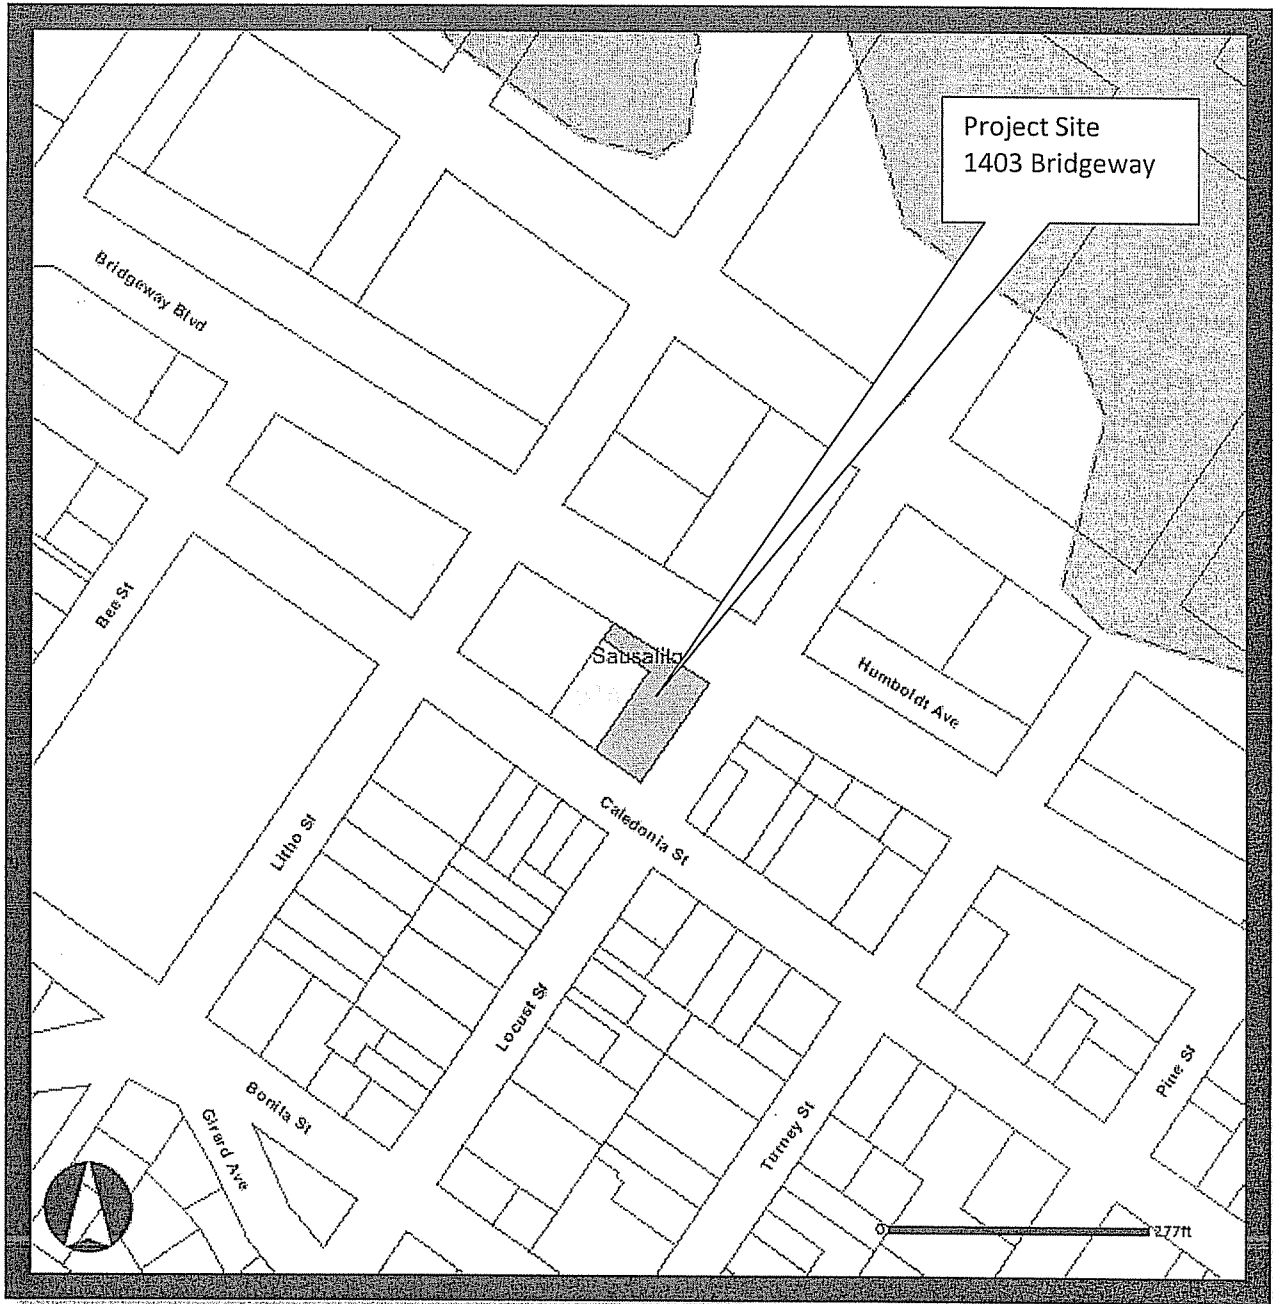 Project Site
1403 Bridgeway
Bridgeway Blvd
Bee St
Sausalito
Humboldt Ave
Caledonia St
Litho St
Locust St
Pine St
Bonita St
Girard Ave
Turney St
0
277ft